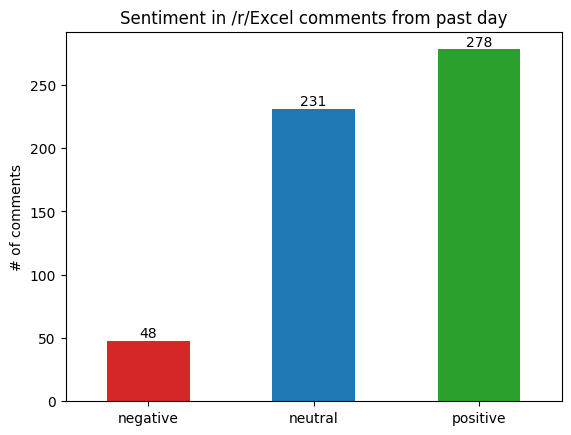 Sentiment in /r/Excel comments from past day
278
250
231
200
# of comments
150
100
50
48
0
negative
neutral
positive